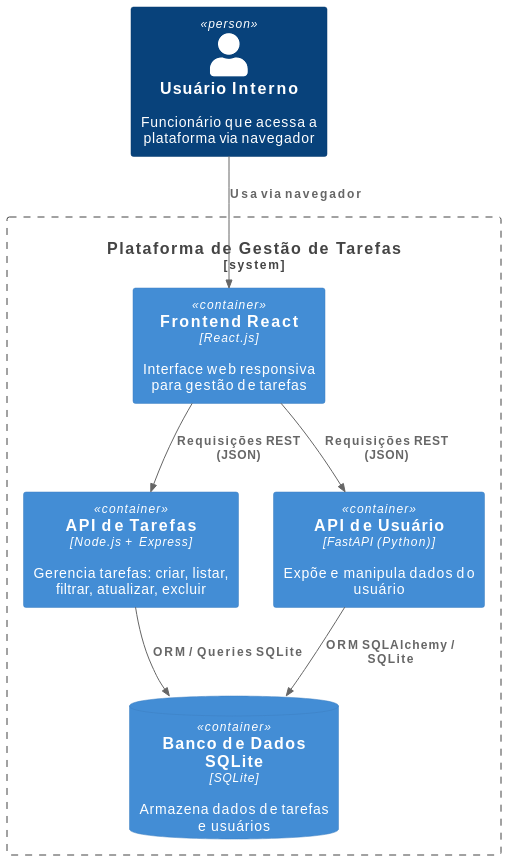 «person»
Usuário Interno
Funcionário que acessa a
plataforma via navegador
Usa via navegador
Plataforma de Gestão de Tarefas
[system]
«container»
Frontend React
[React.js]
Interface web responsiva
para gestão de tarefas
Requisições REST
(JSON)
Requisições REST
(JSON)
«container»
API de Tarefas
[Node.js + Express]
Gerencia tarefas: criar, listar,
filtrar, atualizar, excluir
«container»
API de Usuário
[FastAPI (Python)]
Expõe e manipula dados do
usuário
ORM / Queries SQLite
ORM SQLAlchemy /
SQLite
«container»
Banco de Dados
SQLite
[SQLite]
Armazena dados de tarefas
e usuários